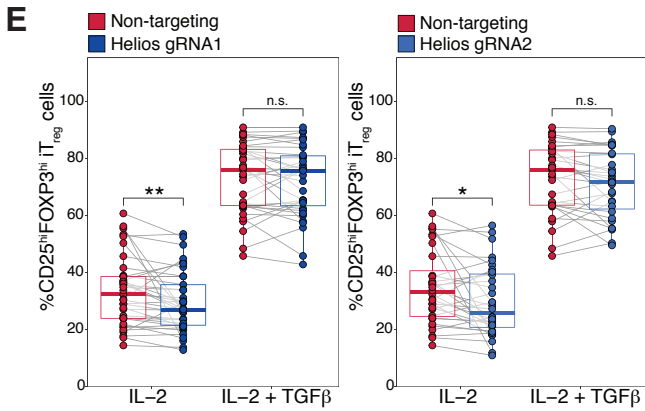 E
Non-targeting
Helios gRNA1
%CD25hiFOXP3hi iTreg cells
100
80
60
40
20
0
**
n.s.
IL−2
IL−2 + TGFβ
Non-targeting
Helios gRNA2
%CD25hiFOXP3hi iTreg cells
100
80
60
40
20
0
*
n.s.
IL−2
IL−2 + TGFβ